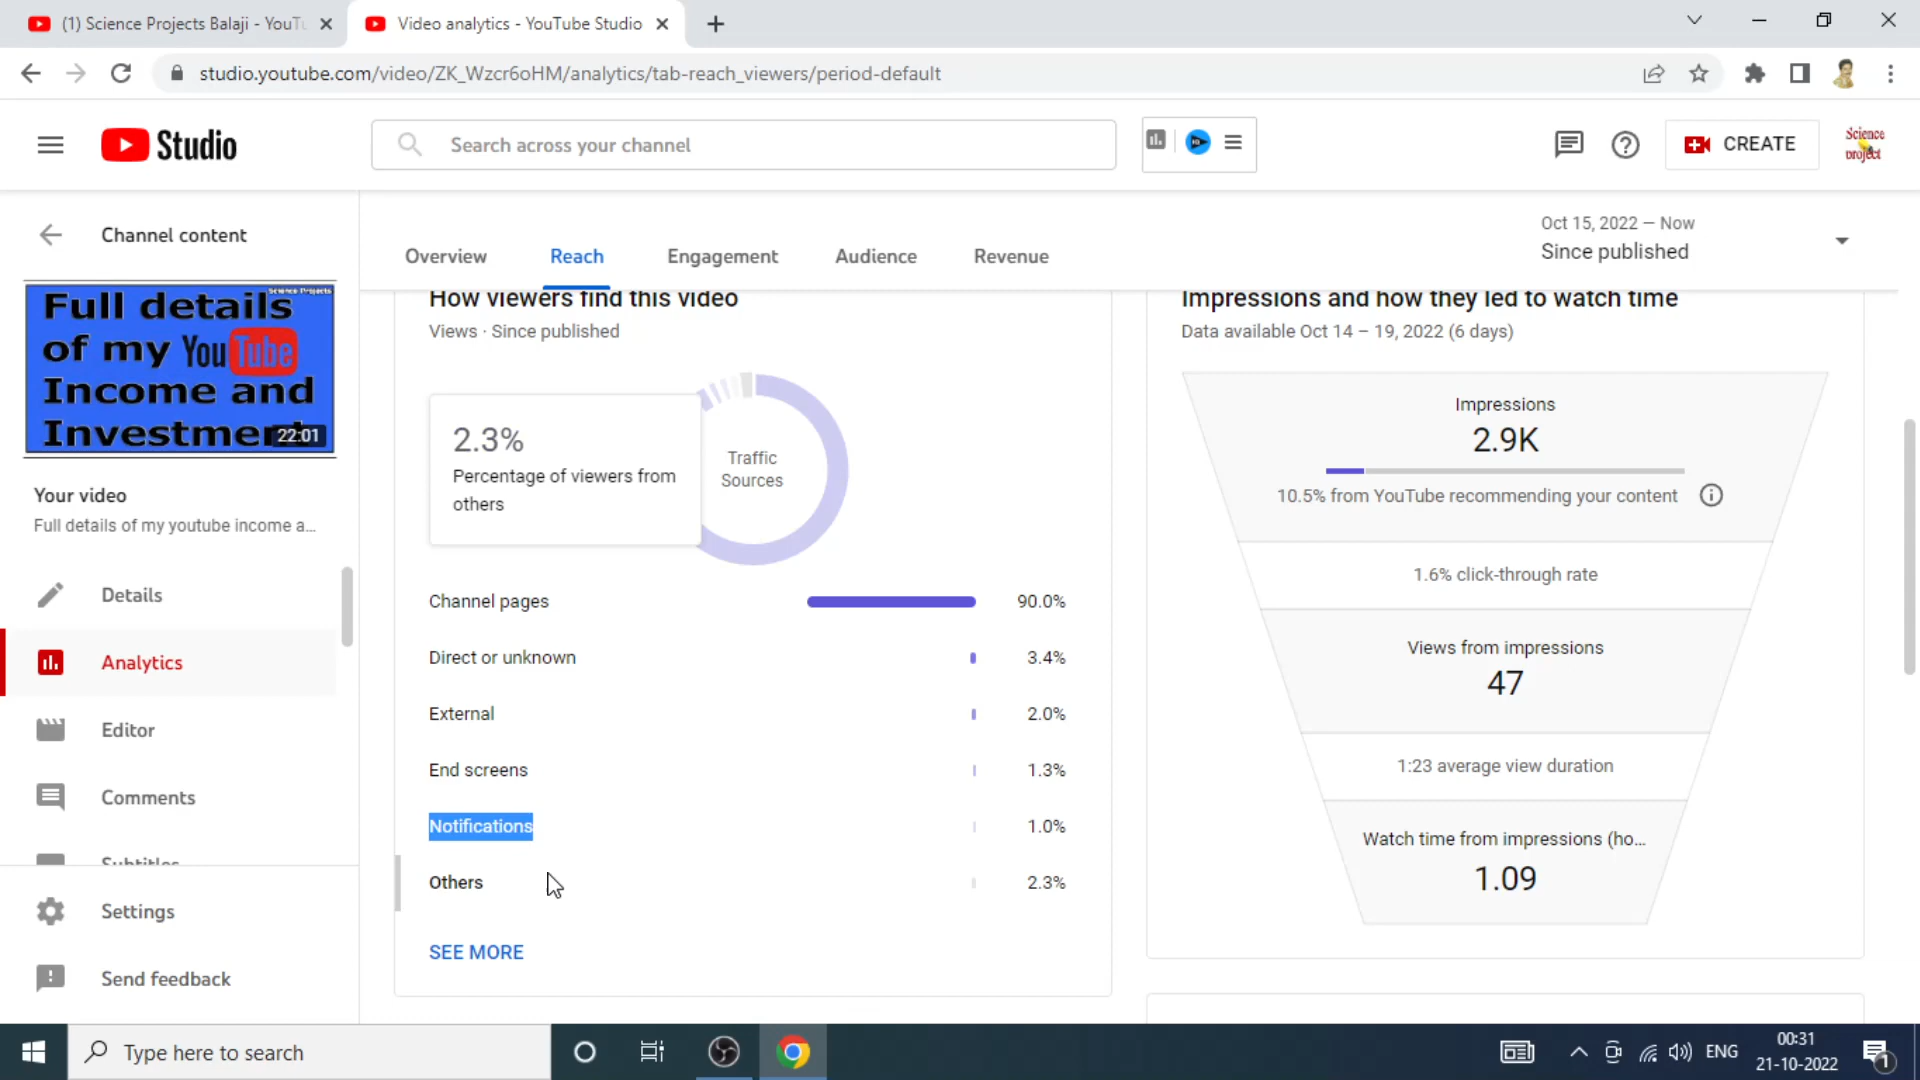 (1) Science Projects Balaji - YouTu
Video analytics - YouTube Studio
studio.youtube.com/video/ZK_Wzcr6oHM/analytics/tab-reach_viewers/period-default
Studio
Search across your channel
CREATE
Science
project
Channel content
Science Projects
Full details
of my YouTube
Income and
Investment
22:01
Your video
Full details of my youtube income a...
Details
Analytics
Editor
Comments
Subtitles
Settings
Send feedback
Overview
Reach
Engagement
Audience
Revenue
Oct 15, 2022 – Now
Since published
How viewers find this video
Views · Since published
2.3%
Percentage of viewers from
others
Traffic
Sources
Channel pages 90.0%
Direct or unknown 3.4%
External 2.0%
End screens 1.3%
Notifications 1.0%
Others 2.3%
SEE MORE
Impressions and how they led to watch time
Data available Oct 14 – 19, 2022 (6 days)
Impressions
2.9K
10.5% from YouTube recommending your content
1.6% click-through rate
Views from impressions
47
1:23 average view duration
Watch time from impressions (ho...
1.09
Type here to search
ENG
00:31
21-10-2022
1